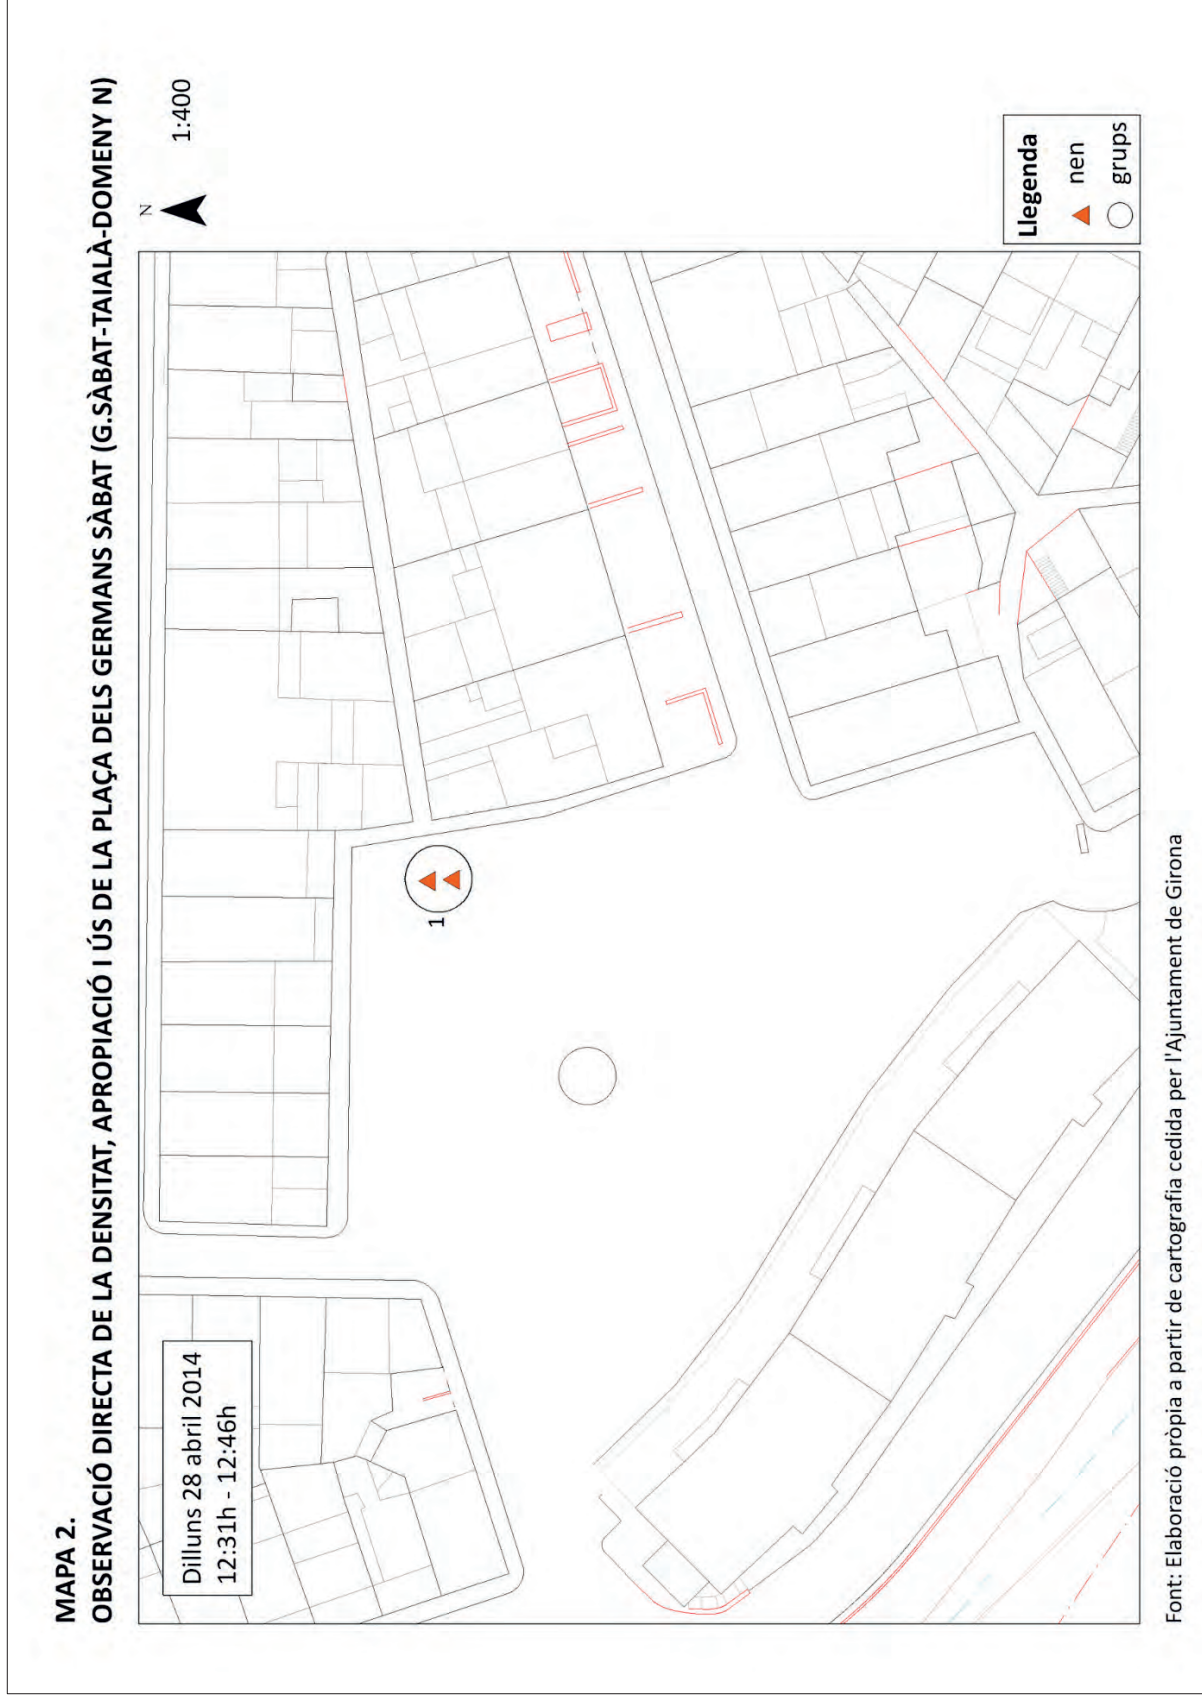 MAPA 2.
OBSERVACIÓ DIRECTA DE LA DENSITAT, APROPIACIÓ I ÚS DE LA PLAÇA DELS GERMANS SÀBAT (G.SÀBAT-TAIALÀ-DOMENY N)
N
1:400
Dilluns 28 abril 2014
12:31h - 12:46h
1
Llegenda
nen
grups
Font: Elaboració pròpia a partir de cartografia cedida per l'Ajuntament de Girona